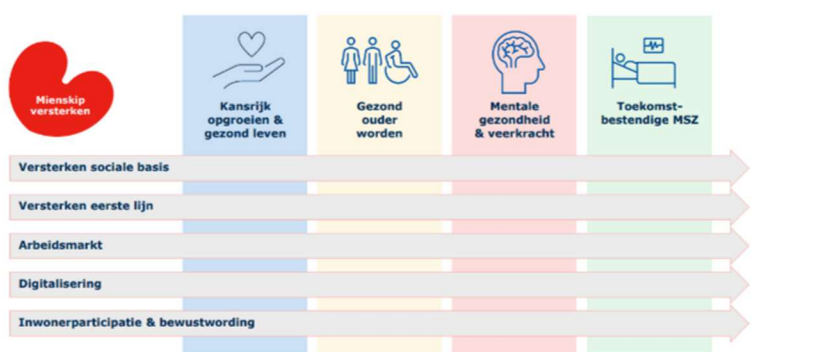 Mienskip
versterken
Kansrijk
opgroeien &
gezond leven
Gezond
ouder
worden
Mentale
gezondheid
& veerkracht
Toekomst-
bestendige MSZ
Versterken sociale basis
Versterken eerste lijn
Arbeidsmarkt
Digitalisering
Inwonerparticipatie & bewustwording